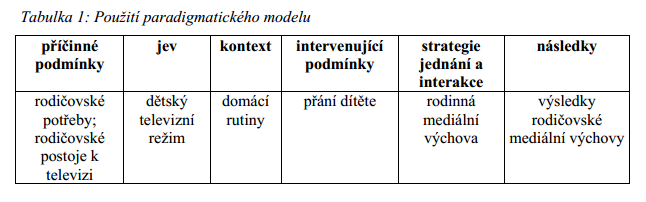 Tabulka 1: Použití paradigmatického modelu
příčinné podmínky | jev | kontext | intervenující podmínky | strategie jednání a interakce | následky
rodičovské potřeby; rodičovské postoje k televizi | dětský televizní režim | domácí rutiny | přání dítěte | rodinná mediální výchova | výsledky rodičovské mediální výchovy